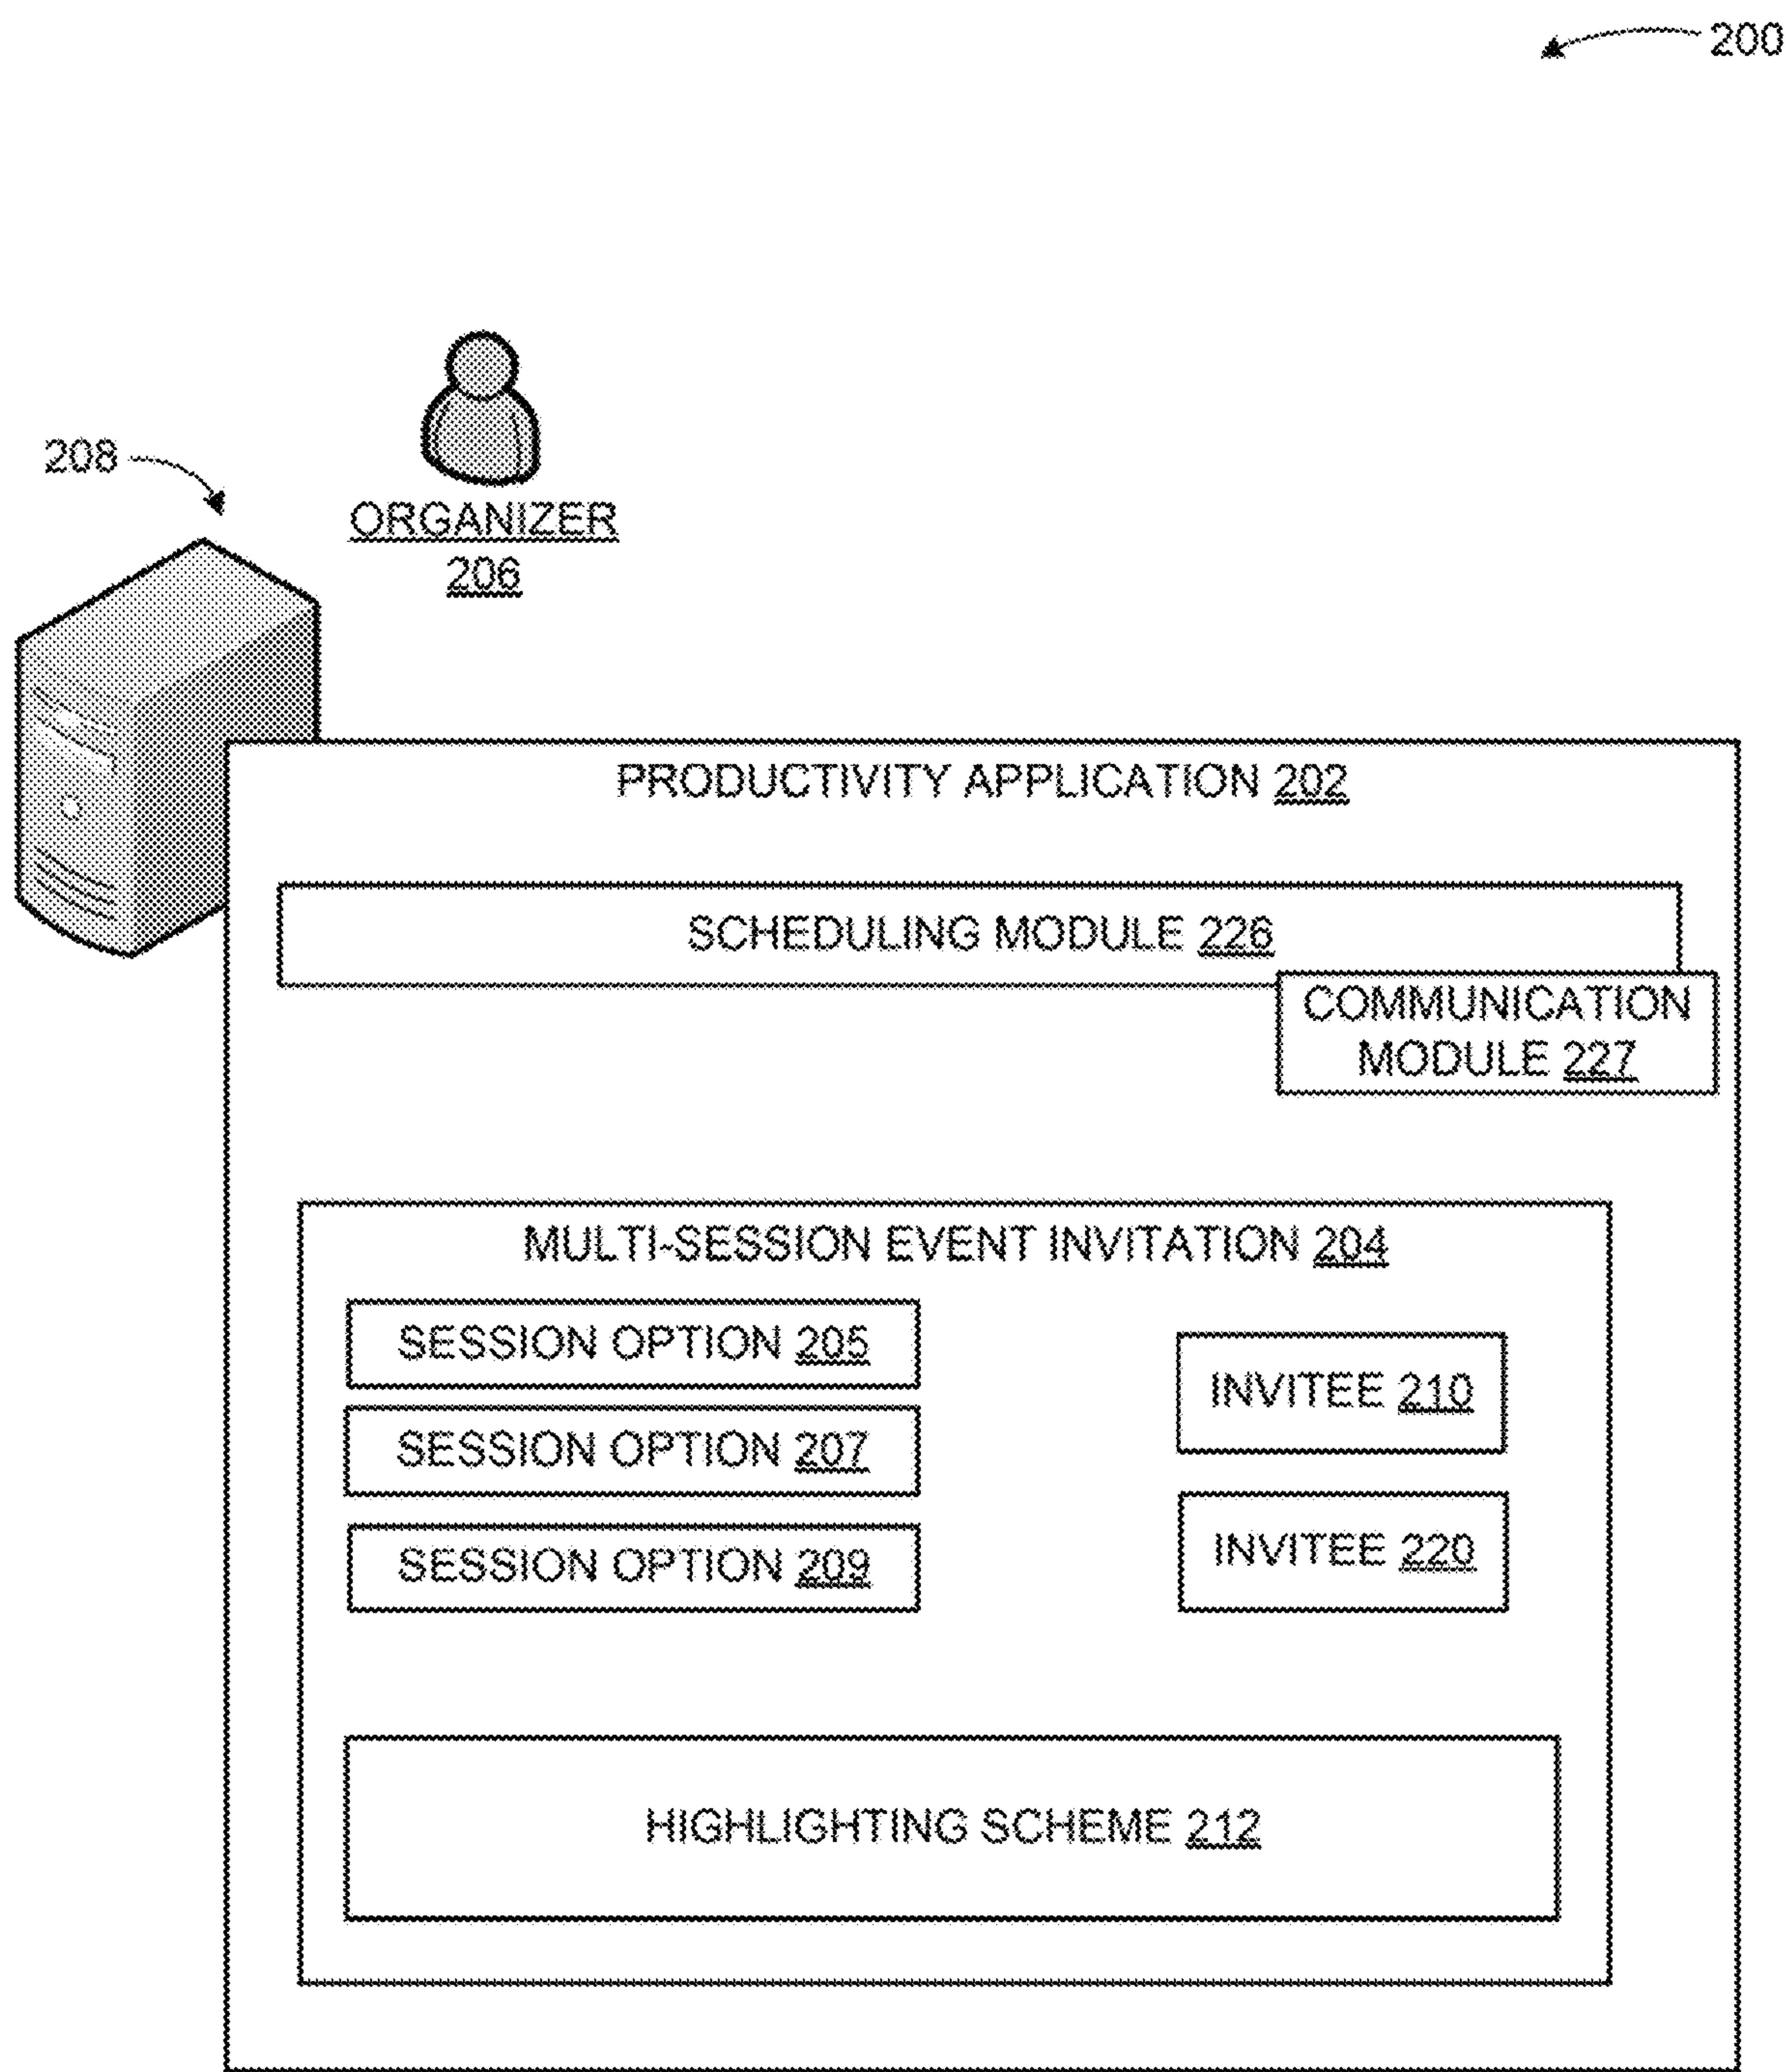 200
208
ORGANIZER
206
PRODUCTIVITY APPLICATION 202
SCHEDULING MODULE 226
COMMUNICATION
MODULE 227
MULTI-SESSION EVENT INVITATION 204
SESSION OPTION 205
SESSION OPTION 207
SESSION OPTION 209
INVITEE 210
INVITEE 220
HIGHLIGHTING SCHEME 212